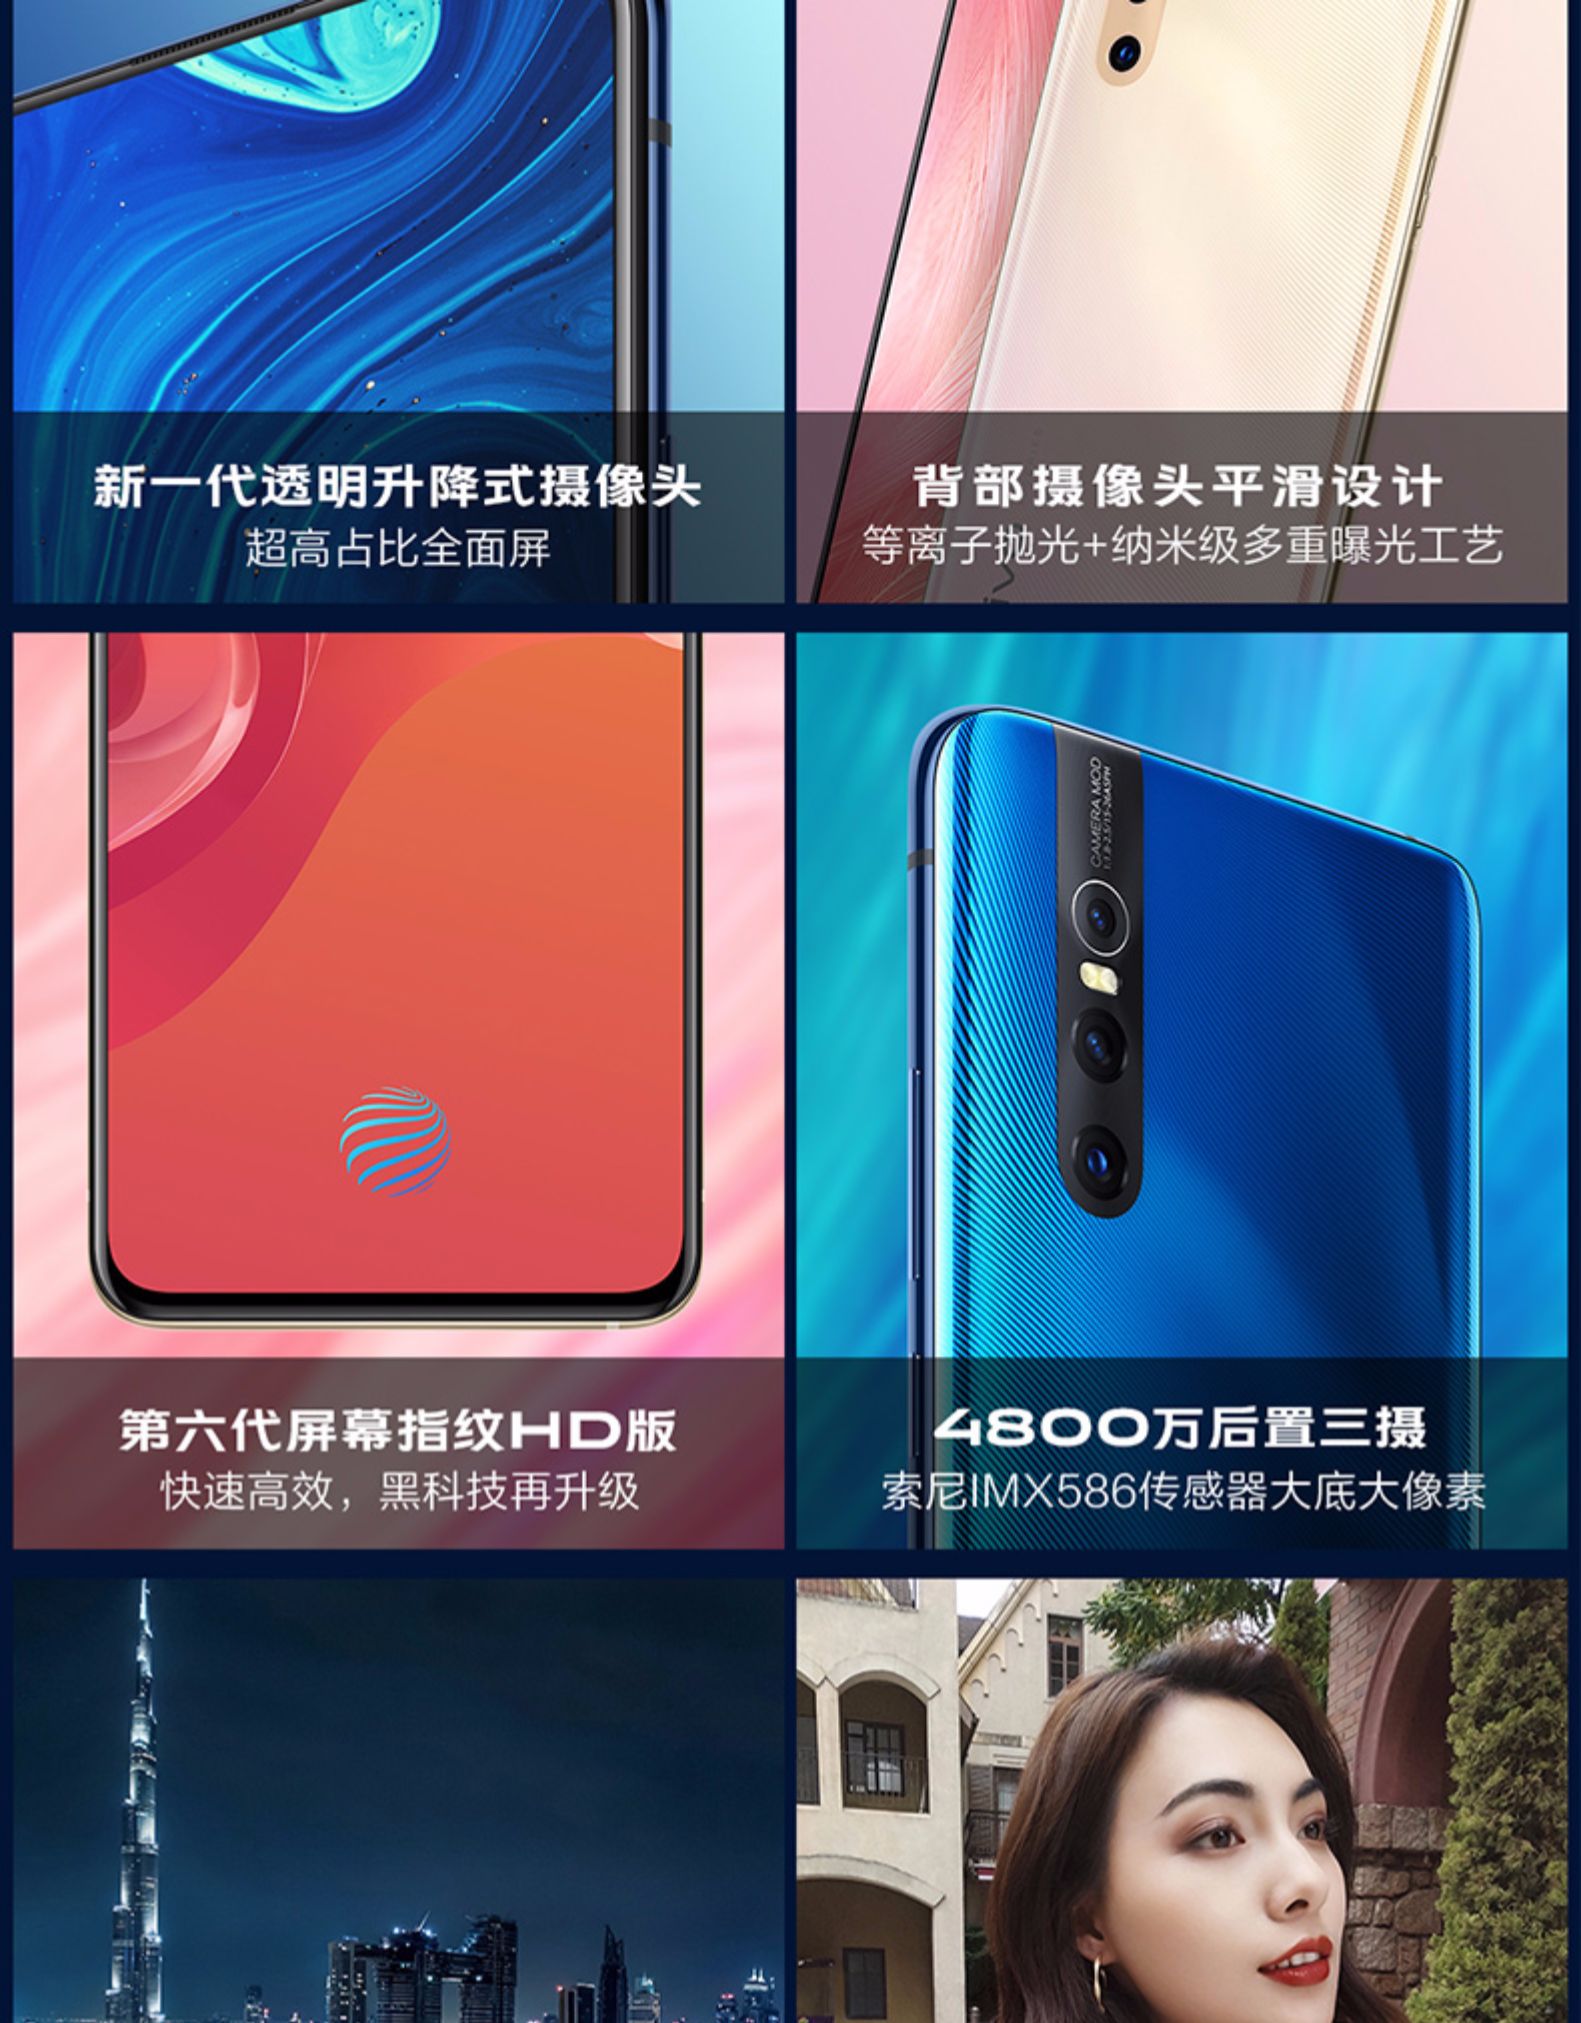 新一代透明升降式摄像头
超高占比全面屏
背部摄像头平滑设计
等离子抛光+纳米级多重曝光工艺
CAMERA MOD
第六代屏幕指纹HD版
快速高效，黑科技再升级
4800万后置三摄
索尼IMX586传感器大底大像素